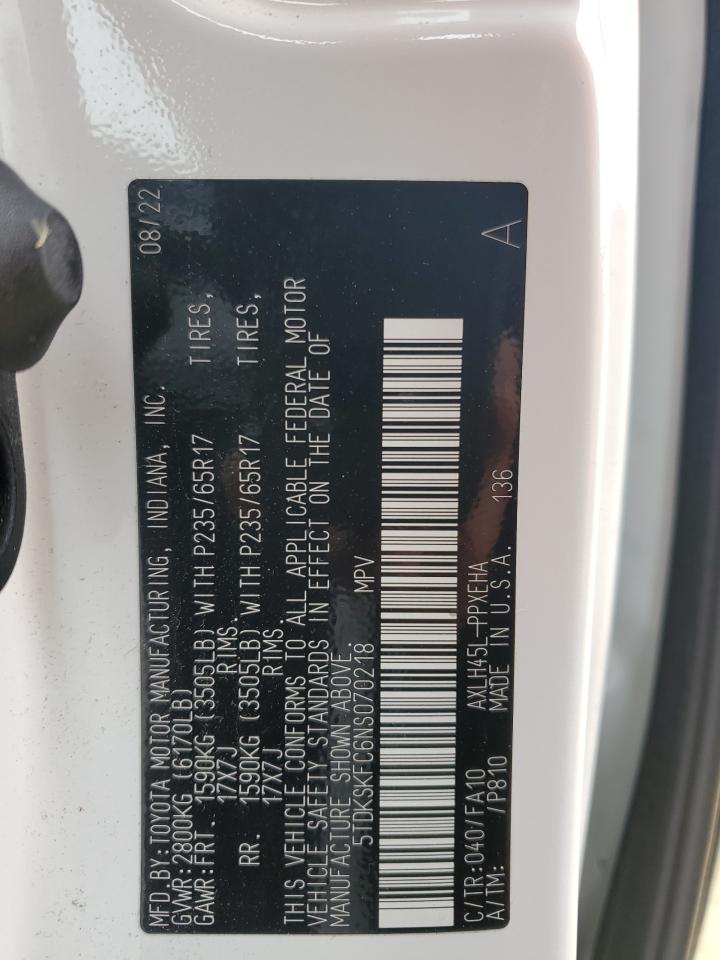 MFD.BY:TOYOTA MOTOR MANUFACTURING, INDIANA, INC. 08/22
GVWR:2800KG (6170LB)
GAWR:FRT. 1590KG (3505LB) WITH P235/65R17 TIRES,
17X7J RIMS.
RR. 1590KG (3505LB) WITH P235/65R17 TIRES,
17X7J RIMS.
THIS VEHICLE CONFORMS TO ALL APPLICABLE FEDERAL MOTOR
VEHICLE SAFETY STANDARDS IN EFFECT ON THE DATE OF
MANUFACTURE SHOWN ABOVE.
5TDKSKFC6NS070218 MPV
C/TR:040/FA10 AXLH45L-PPXEHA
A/TM: /P810 MADE IN U.S.A. 136 A